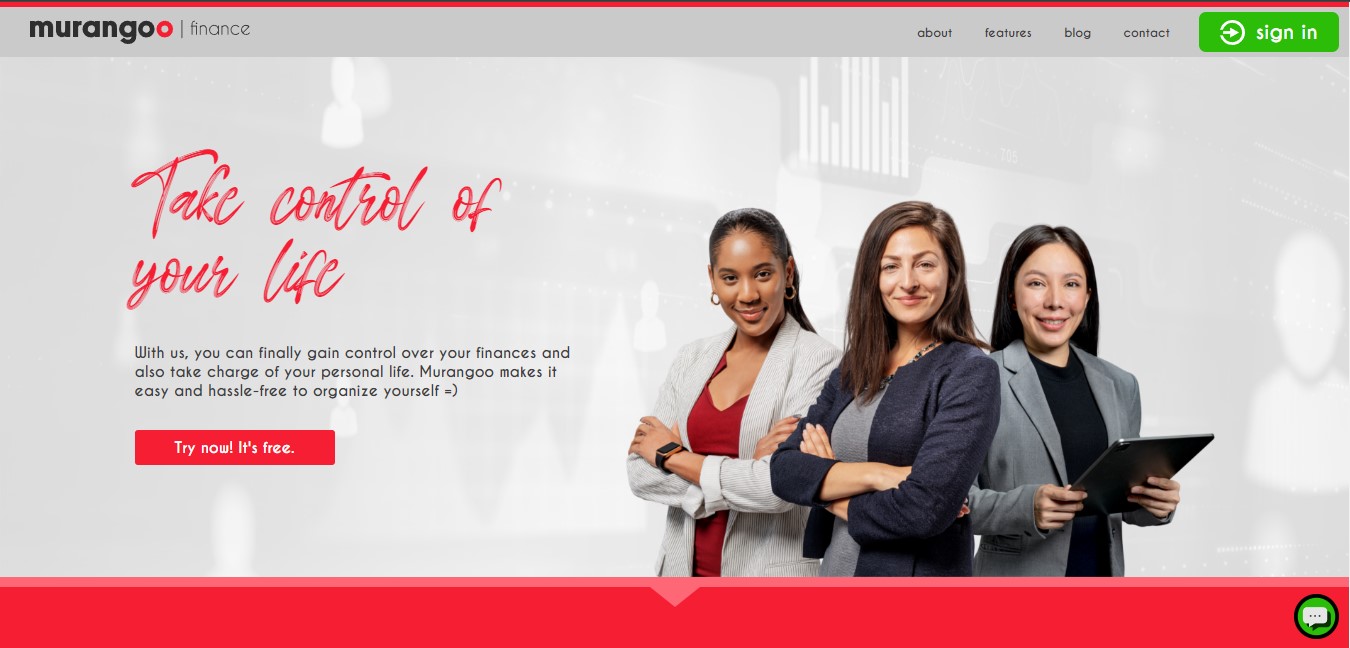 murangoo | finance
about
features
blog
contact
sign in
705
Take control of
your life
With us, you can finally gain control over your finances and
also take charge of your personal life. Murangoo makes it
easy and hassle-free to organize yourself =)
Try now! It's free.